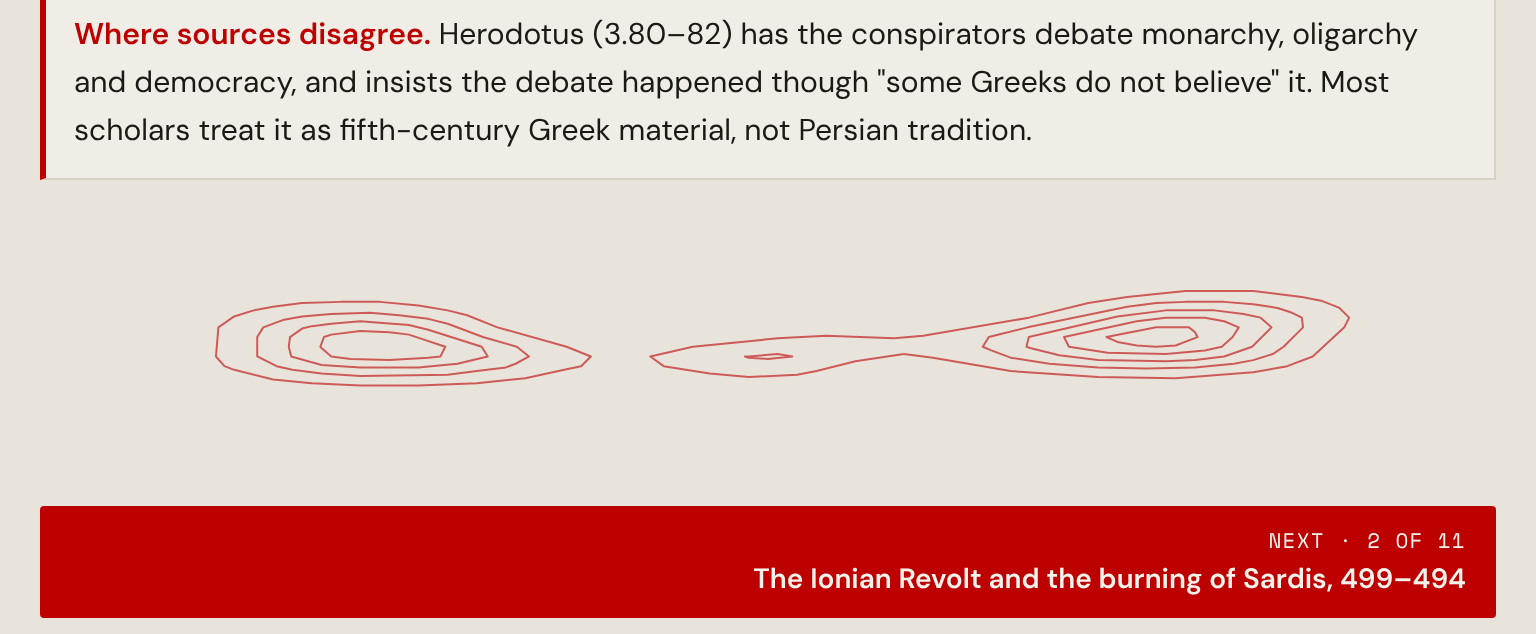 Where sources disagree. Herodotus (3.80–82) has the conspirators debate monarchy, oligarchy
and democracy, and insists the debate happened though "some Greeks do not believe" it. Most
scholars treat it as fifth-century Greek material, not Persian tradition.
NEXT · 2 OF 11
The Ionian Revolt and the burning of Sardis, 499–494